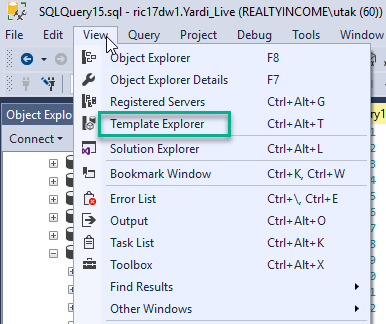 SQLQuery15.sql - ric17dw1.Yardi_Live (REALTYINCOME\utak (60))
File Edit View Query Project Debug Tools Window
Object Explorer F8
Object Explorer Details F7
Registered Servers Ctrl+Alt+G
Template Explorer Ctrl+Alt+T
Solution Explorer Ctrl+Alt+L
Bookmark Window Ctrl+K, Ctrl+W
Error List Ctrl+\, Ctrl+E
Output Ctrl+Alt+O
Task List Ctrl+Alt+K
Toolbox Ctrl+Alt+X
Find Results
Other Windows
Object Explo
Connect